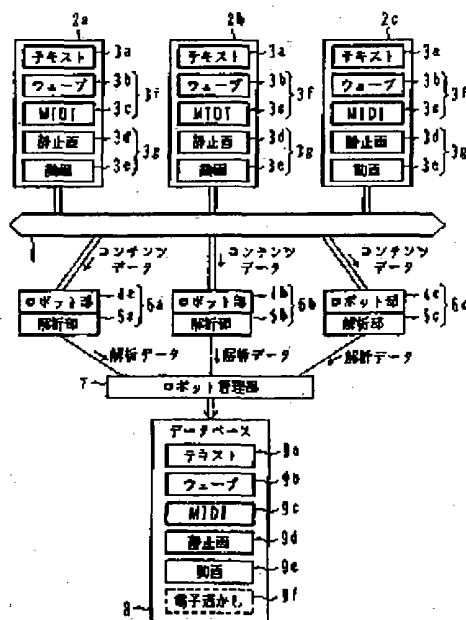 2a 2b 2c
テキスト 3a テキスト 3a テキスト 3a
ウェーブ 3b ウェーブ 3b ウェーブ 3b
3f 3f 3f
MIDI 3c MIDI 3c MIDI 3c
静止画 3d 静止画 3d 静止画 3d
3g 3g 3g
動画 3e 動画 3e 動画 3e
1
コンテンツ データ コンテンツ データ コンテンツ データ
ロボット部 4a ロボット部 4b ロボット部 4c
6a 6b 6c
解析部 5a 解析部 5b 解析部 5c
解析データ 解析データ 解析データ
7 ロボット管理部
データベース
テキスト 9a
ウェーブ 9b
MIDI 9c
静止画 9d
動画 9e
8 電子透かし 9f